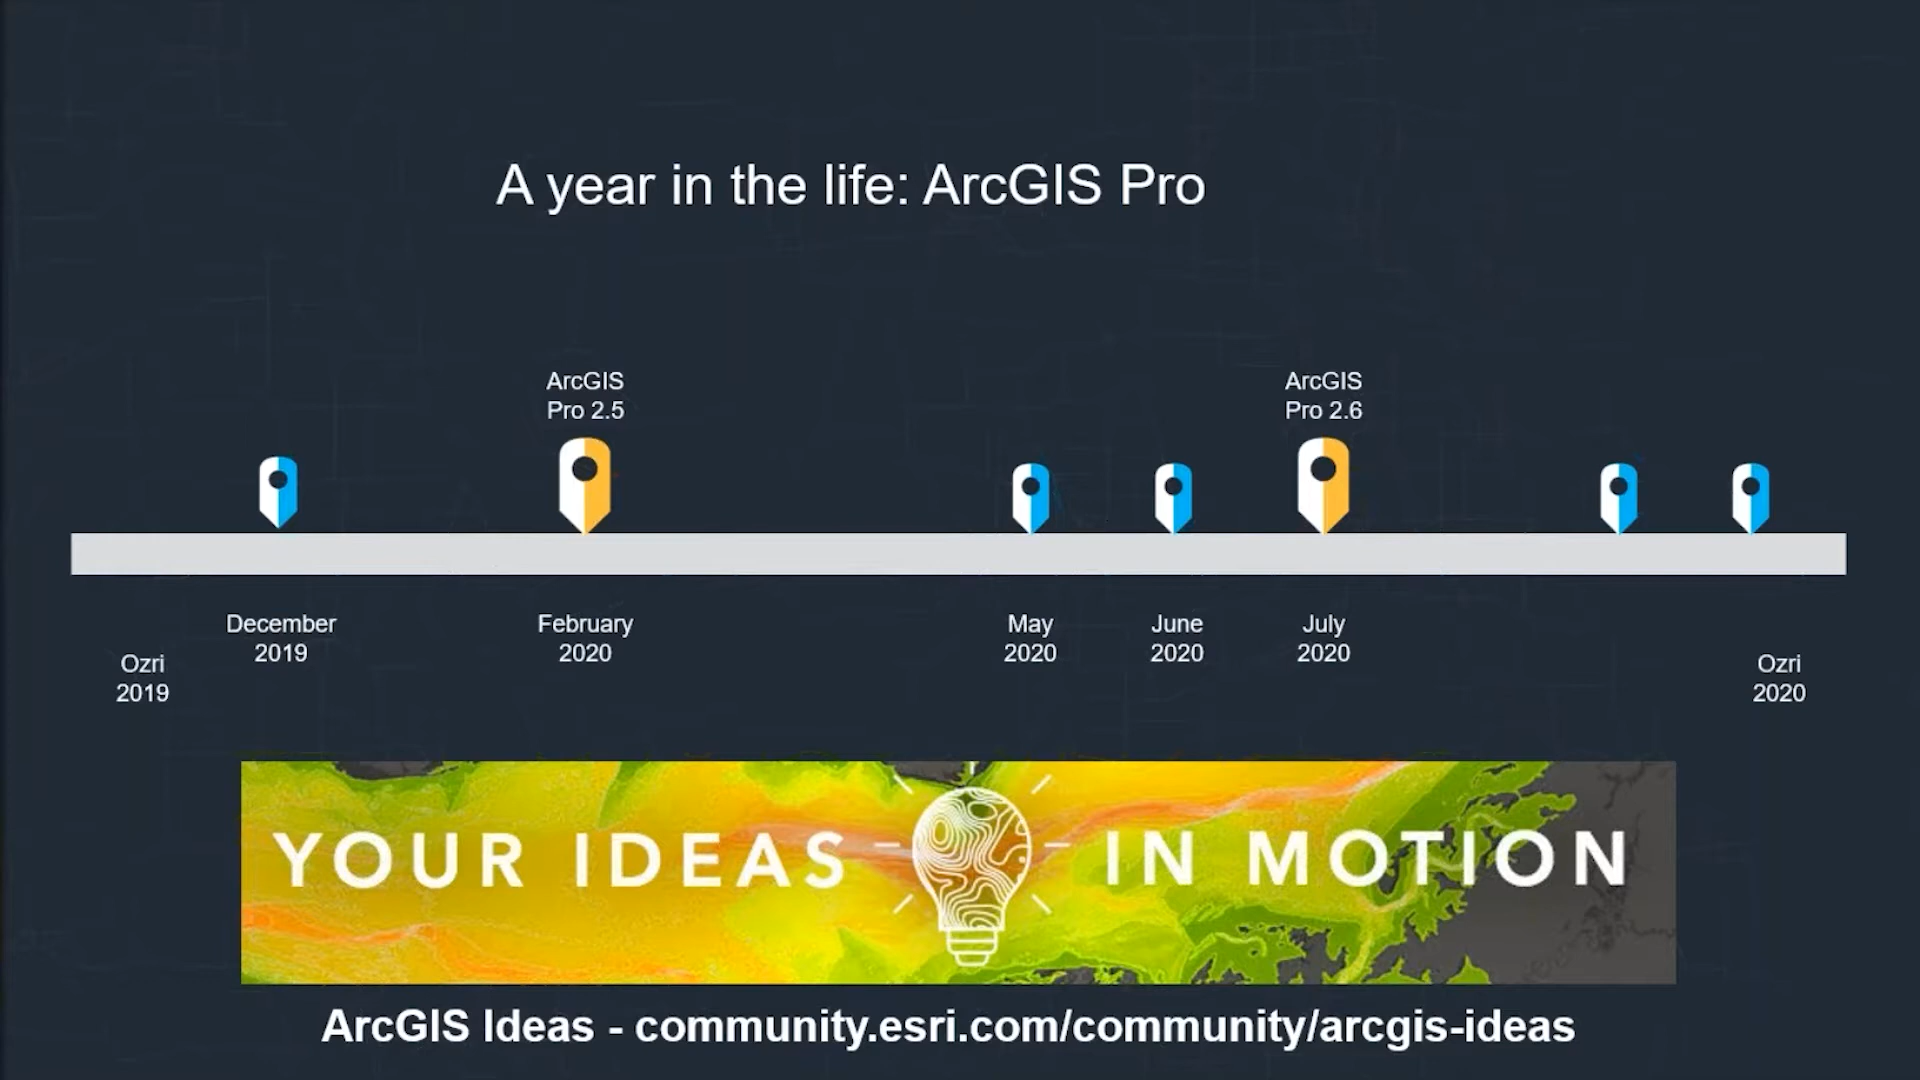 A year in the life: ArcGIS Pro
ArcGIS
Pro 2.5
ArcGIS
Pro 2.6
December
2019
February
2020
May
2020
June
2020
July
2020
Ozri
2019
Ozri
2020
YOUR IDEAS IN MOTION
ArcGIS Ideas - community.esri.com/community/arcgis-ideas